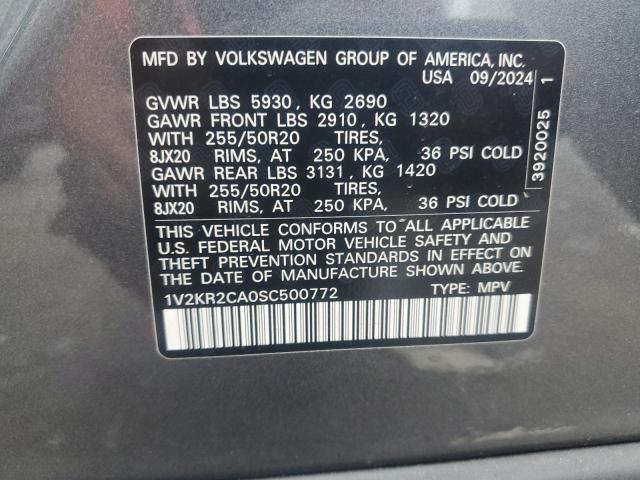 MFD BY VOLKSWAGEN GROUP OF AMERICA, INC.
USA 09/2024
1
3920025
GVWR LBS 5930, KG 2690
GAWR FRONT LBS 2910, KG 1320
WITH 255/50R20 TIRES,
8JX20 RIMS, AT 250 KPA, 36 PSI COLD
GAWR REAR LBS 3131, KG 1420
WITH 255/50R20 TIRES,
8JX20 RIMS, AT 250 KPA, 36 PSI COLD
THIS VEHICLE CONFORMS TO ALL APPLICABLE
U.S. FEDERAL MOTOR VEHICLE SAFETY AND
THEFT PREVENTION STANDARDS IN EFFECT ON
THE DATE OF MANUFACTURE SHOWN ABOVE.
1V2KR2CA0SC500772 TYPE: MPV